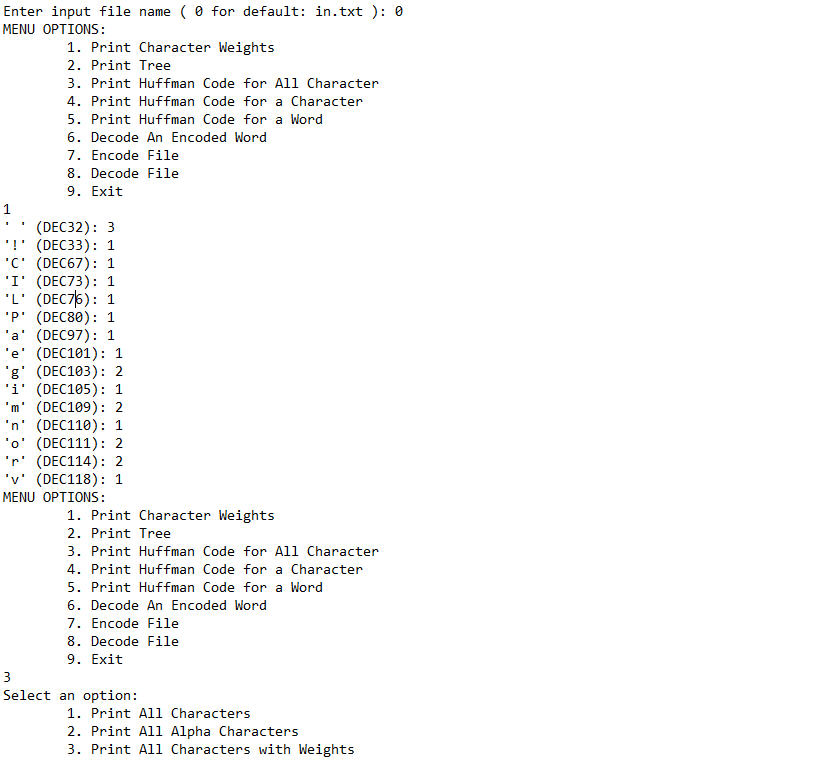 Enter input file name ( 0 for default: in.txt ): 0
MENU OPTIONS:
1. Print Character Weights
2. Print Tree
3. Print Huffman Code for All Character
4. Print Huffman Code for a Character
5. Print Huffman Code for a Word
6. Decode An Encoded Word
7. Encode File
8. Decode File
9. Exit
1
' ' (DEC32): 3
'!' (DEC33): 1
'C' (DEC67): 1
'I' (DEC73): 1
'L' (DEC76): 1
'P' (DEC80): 1
'a' (DEC97): 1
'e' (DEC101): 1
'g' (DEC103): 2
'i' (DEC105): 1
'm' (DEC109): 2
'n' (DEC110): 1
'o' (DEC111): 2
'r' (DEC114): 2
'v' (DEC118): 1
MENU OPTIONS:
1. Print Character Weights
2. Print Tree
3. Print Huffman Code for All Character
4. Print Huffman Code for a Character
5. Print Huffman Code for a Word
6. Decode An Encoded Word
7. Encode File
8. Decode File
9. Exit
3
Select an option:
1. Print All Characters
2. Print All Alpha Characters
3. Print All Characters with Weights